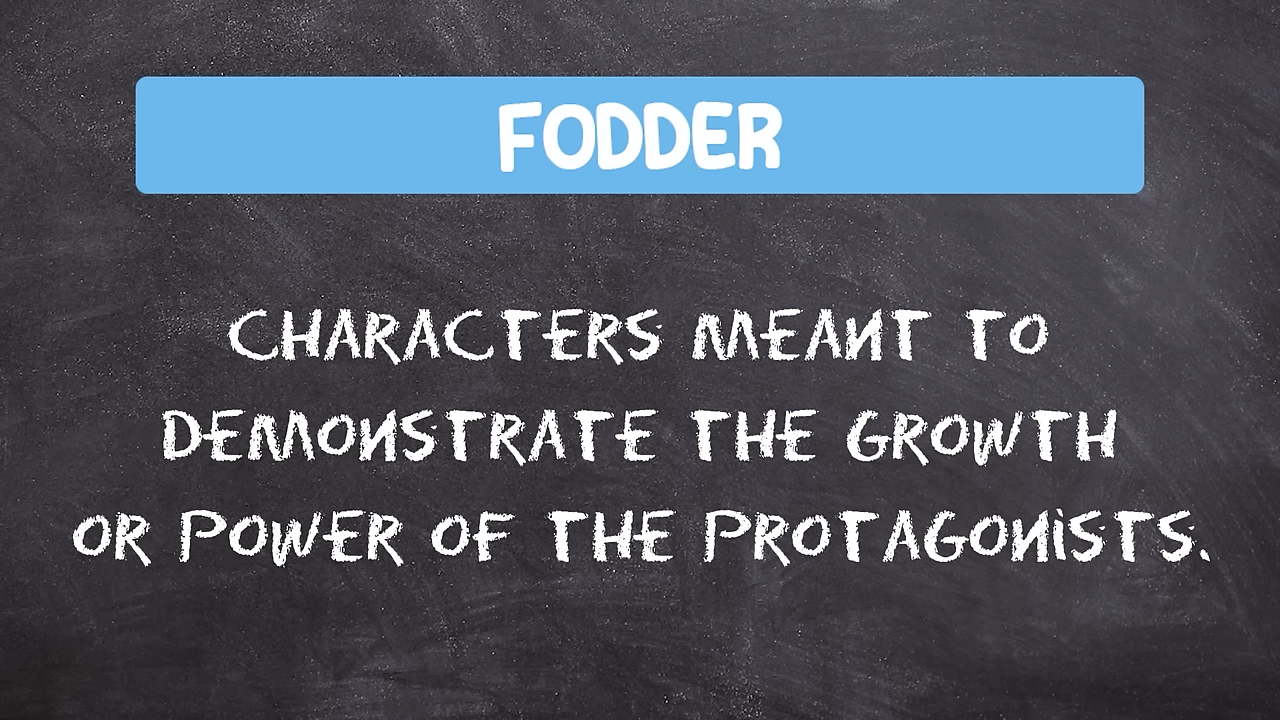 FODDER
CHARACTERS MEANT TO
DEMONSTRATE THE GROWTH
OR POWER OF THE PROTAGONiSTS.